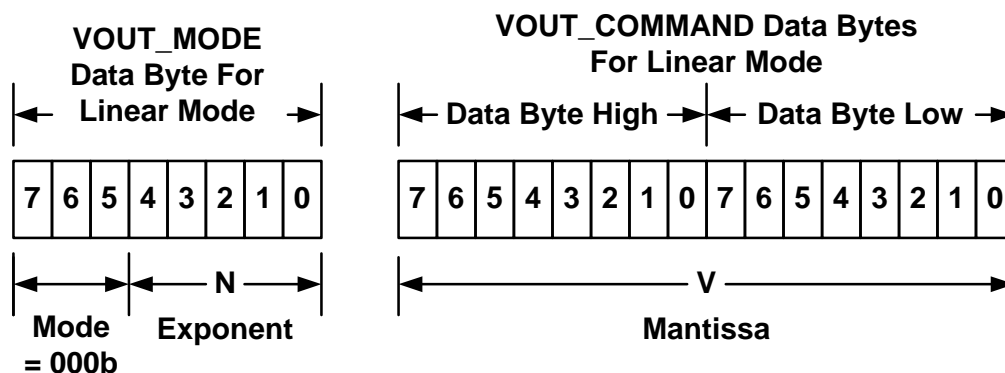 VOUT_MODE
Data Byte For
Linear Mode
VOUT_COMMAND Data Bytes
For Linear Mode
Data Byte High
Data Byte Low
7 6 5 4 3 2 1 0
7 6 5 4 3 2 1 0 7 6 5 4 3 2 1 0
N
V
Mode
= 000b
Exponent
Mantissa